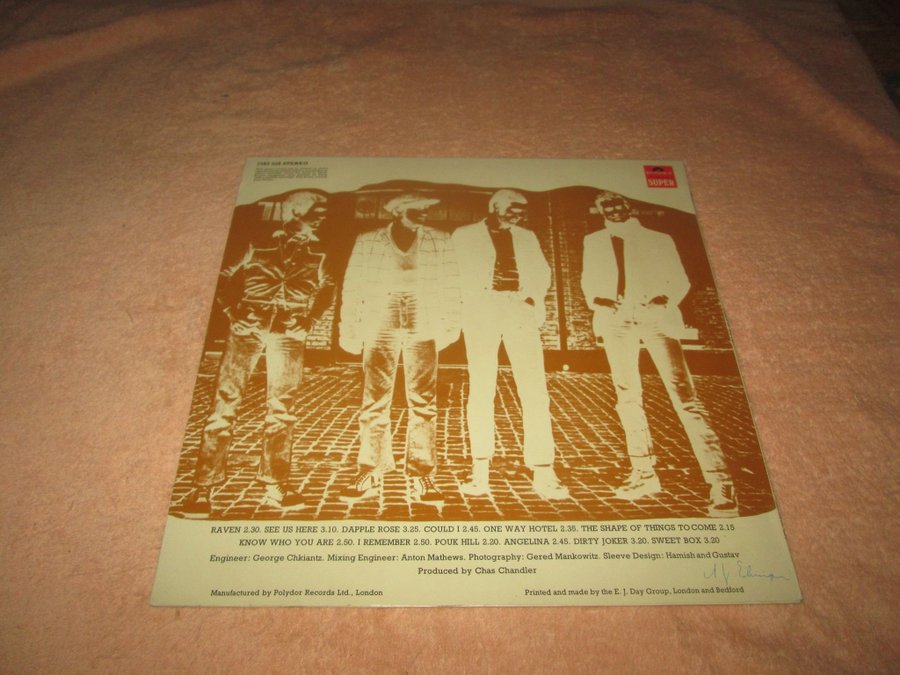 STEREO
SUPER
RAVEN 2.30. SEE US HERE 3.10. DAPPLE ROSE 3.25. COULD I 2.45. ONE WAY HOTEL 2.35. THE SHAPE OF THINGS TO COME 2.15
KNOW WHO YOU ARE 2.50. I REMEMBER 2.50. POUK HILL 2.20. ANGELINA 2.45. DIRTY JOKER 3.20. SWEET BOX 3.20
Engineer: George Chkiantz. Mixing Engineer: Anton Mathews. Photography: Gered Mankowitz. Sleeve Design: Hamish and Gustav
Produced by Chas Chandler
Manufactured by Polydor Records Ltd., London
Printed and made by the E. J. Day Group, London and Bedford